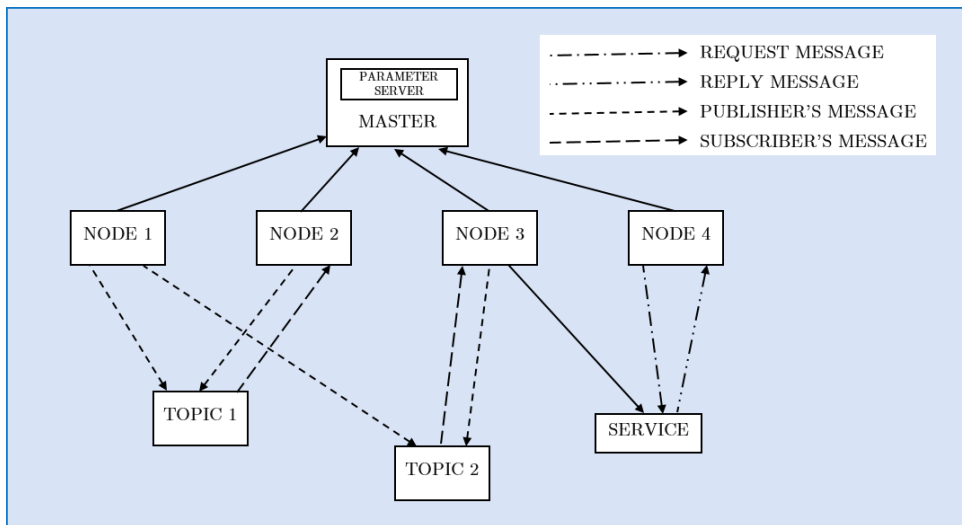 REQUEST MESSAGE
REPLY MESSAGE
PUBLISHER'S MESSAGE
SUBSCRIBER'S MESSAGE
PARAMETER
SERVER
MASTER
NODE 1
NODE 2
NODE 3
NODE 4
TOPIC 1
SERVICE
TOPIC 2